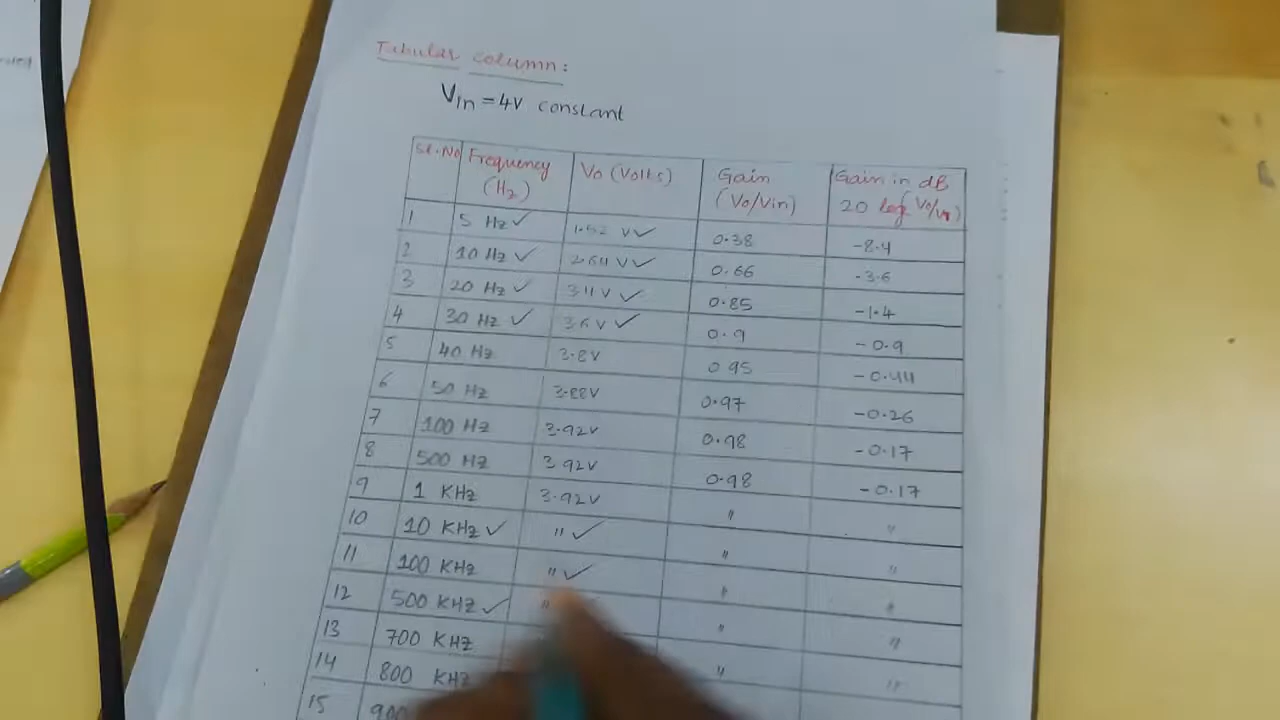 Tabular column:
Vin = 4V constant
Sl.No Frequency (Hz) Vo (Volts) Gain (Vo/Vin) Gain in dB 20 log(Vo/Vin)
1 5 Hz ✓ 1.52 V ✓ 0.38 -8.4
2 10 Hz ✓ 2.64 V ✓ 0.66 -3.6
3 20 Hz ✓ V ✓ 0.85 -1.4
4 30 Hz ✓ 3.6 V ✓ 0.9 -0.9
5 40 Hz 3.8V 0.95 -0.44
6 50 Hz 3.88V 0.97 -0.26
7 100 Hz 3.92V 0.98 -0.17
8 500 Hz 3.92V 0.98 -0.17
9 1 KHz 3.92V " "
10 10 KHz ✓ " ✓ " "
11 100 KHz " ✓ " "
12 500 KHz ✓ " " "
13 700 KHz " "
14 800 KHz
15 900